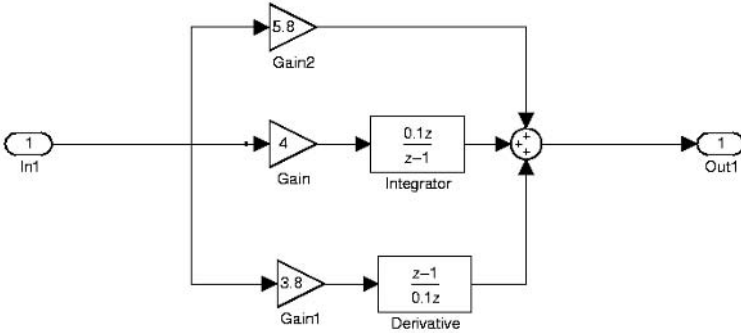 5.8
Gain2
1
In1
4
Gain
0.1z
z-1
Integrator
+
+
+
1
Out1
3.8
Gain1
z-1
0.1z
Derivative